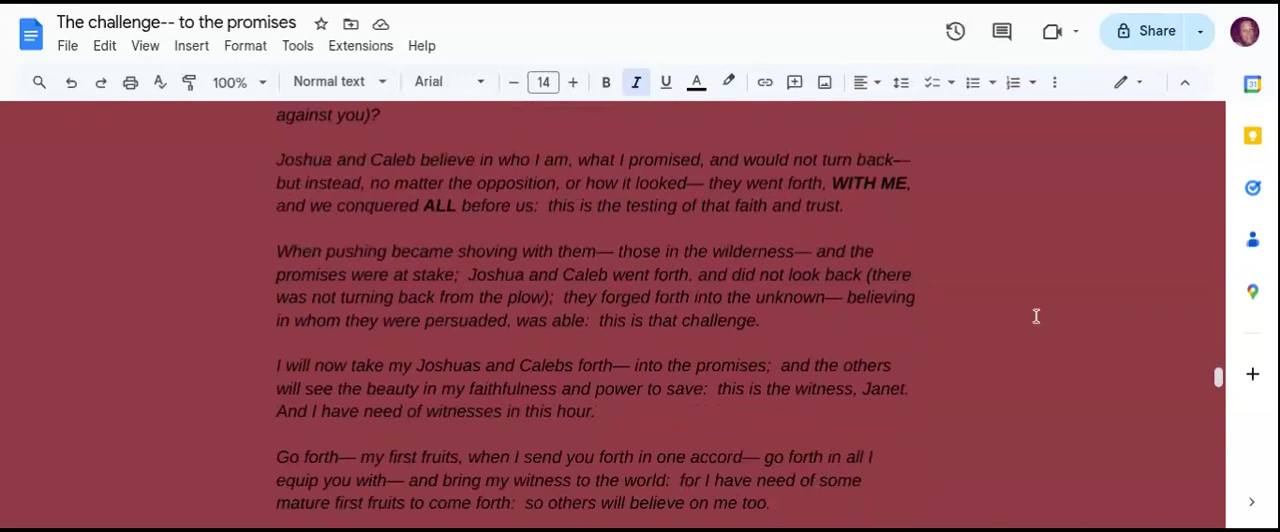 The challenge-- to the promises
File Edit View Insert Format Tools Extensions Help
Share
100% Normal text Arial 14 B I U A
31
against you)?
Joshua and Caleb believe in who I am, what I promised, and would not turn back—
but instead, no matter the opposition, or how it looked— they went forth, WITH ME,
and we conquered ALL before us: this is the testing of that faith and trust.
When pushing became shoving with them— those in the wilderness— and the
promises were at stake; Joshua and Caleb went forth, and did not look back (there
was not turning back from the plow); they forged forth into the unknown— believing
in whom they were persuaded, was able: this is that challenge.
I will now take my Joshuas and Calebs forth— into the promises; and the others
will see the beauty in my faithfulness and power to save: this is the witness, Janet.
And I have need of witnesses in this hour.
Go forth— my first fruits, when I send you forth in one accord— go forth in all I
equip you with— and bring my witness to the world: for I have need of some
mature first fruits to come forth: so others will believe on me too.